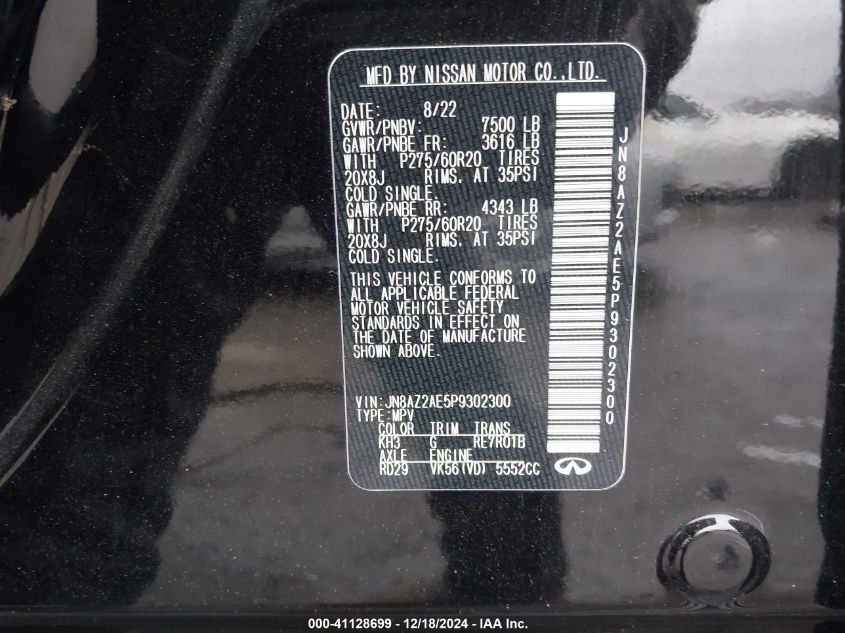 MFD BY NISSAN MOTOR CO.,LTD.
DATE: 8/22
GVWR/PNBV: 7500 LB
GAWR/PNBE FR: 3616 LB
WITH P275/60R20 TIRES
20X8J RIMS. AT 35PSI
COLD SINGLE.
GAWR/PNBE RR: 4343 LB
WITH P275/60R20 TIRES
20X8J RIMS. AT 35PSI
COLD SINGLE.
THIS VEHICLE CONFORMS TO
ALL APPLICABLE FEDERAL
MOTOR VEHICLE SAFETY
STANDARDS IN EFFECT ON
THE DATE OF MANUFACTURE
SHOWN ABOVE.
VIN:JN8AZ2AE5P9302300
TYPE:MPV
COLOR TRIM TRANS
KH3 G RE7R01B
AXLE ENGINE
RD29 VK56(VD) 5552CC
JN8AZ2AE5P9302300
000-41128699 - 12/18/2024 - IAA Inc.